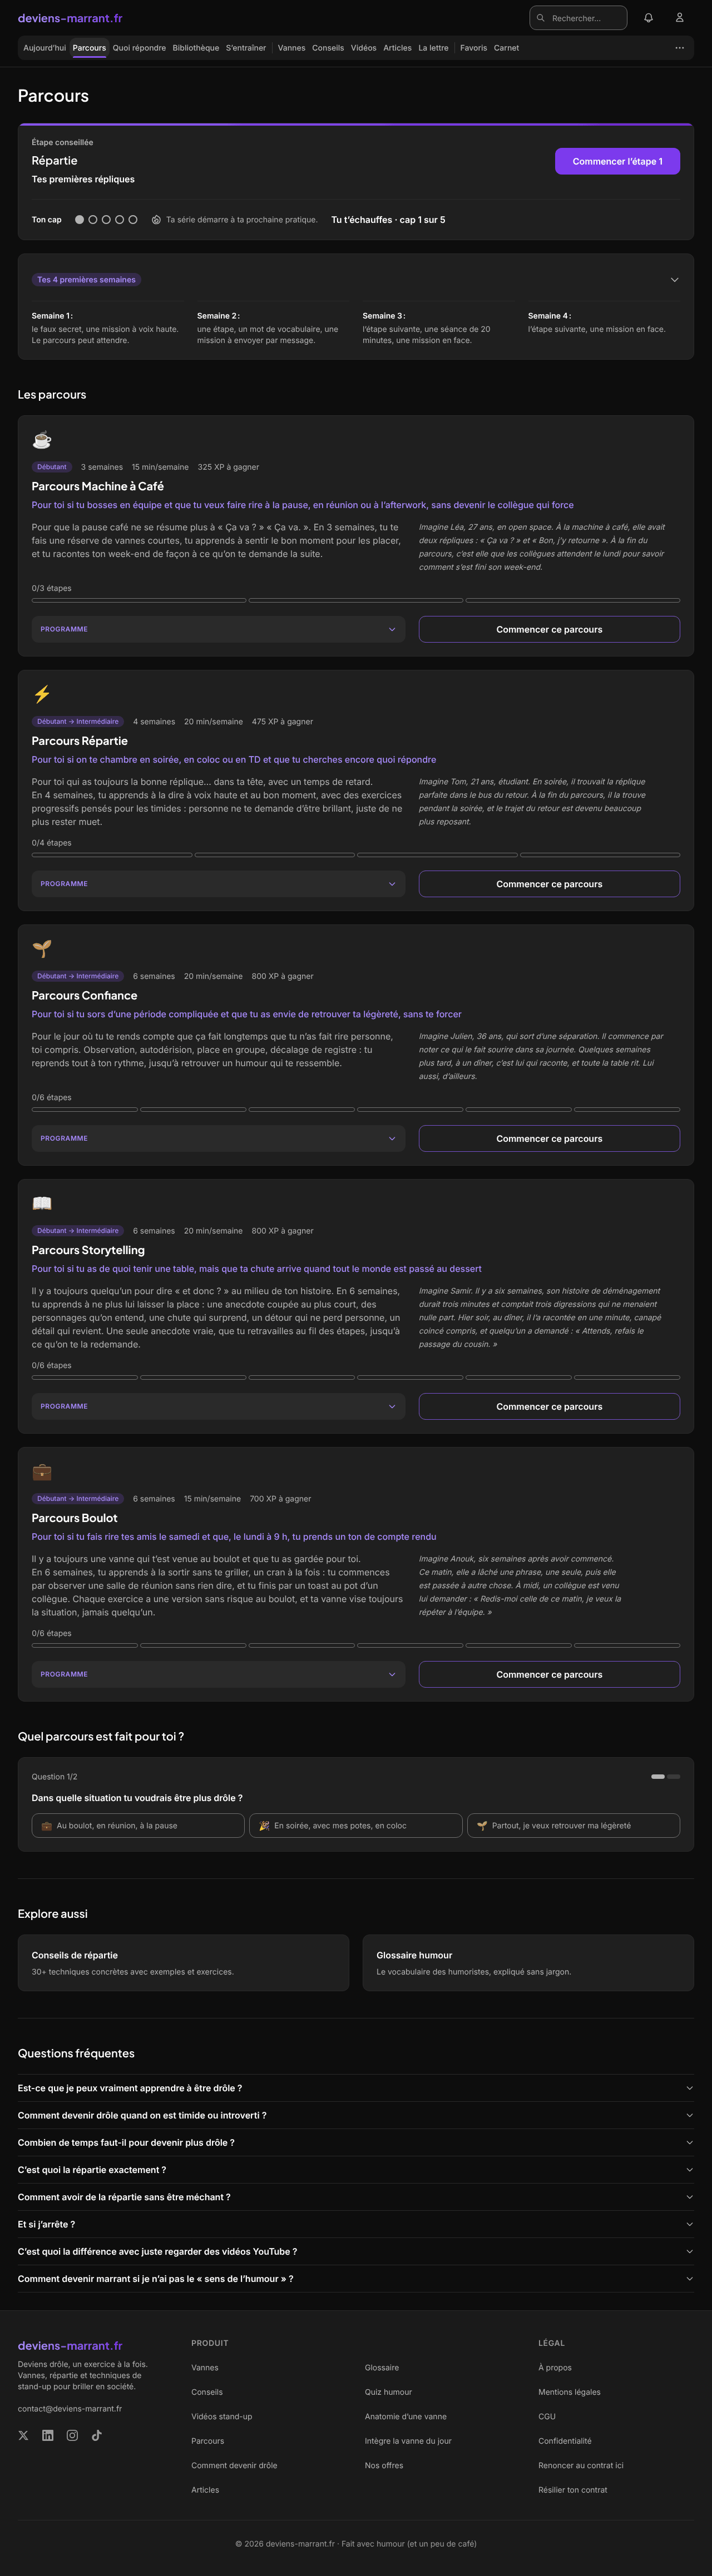 deviens-marrant.fr
Rechercher...
Aujourd'hui Parcours Quoi répondre Bibliothèque S'entraîner Vannes Conseils Vidéos Articles La lettre Favoris Carnet
Parcours
Étape conseillée
Répartie
Tes premières répliques
Commencer l'étape 1
Ton cap
Ta série démarre à ta prochaine pratique.
Tu t'échauffes · cap 1 sur 5
Tes 4 premières semaines
Semaine 1 :
le faux secret, une mission à voix haute.
Le parcours peut attendre.
Semaine 2 :
une étape, un mot de vocabulaire, une
mission à envoyer par message.
Semaine 3 :
l'étape suivante, une séance de 20
minutes, une mission en face.
Semaine 4 :
l'étape suivante, une mission en face.
Les parcours
Débutant 3 semaines 15 min/semaine 325 XP à gagner
Parcours Machine à Café
Pour toi si tu bosses en équipe et que tu veux faire rire à la pause, en réunion ou à l'afterwork, sans devenir le collègue qui force
Pour que la pause café ne se résume plus à « Ça va ? » « Ça va. ». En 3 semaines, tu te
fais une réserve de vannes courtes, tu apprends à sentir le bon moment pour les placer,
et tu racontes ton week-end de façon à ce qu'on te demande la suite.
Imagine Léa, 27 ans, en open space. À la machine à café, elle avait
deux répliques : « Ça va ? » et « Bon, j'y retourne ». À la fin du
parcours, c'est elle que les collègues attendent le lundi pour savoir
comment s'est fini son week-end.
0/3 étapes
PROGRAMME
Commencer ce parcours
Débutant → Intermédiaire 4 semaines 20 min/semaine 475 XP à gagner
Parcours Répartie
Pour toi si on te chambre en soirée, en coloc ou en TD et que tu cherches encore quoi répondre
Pour toi qui as toujours la bonne réplique... dans ta tête, avec un temps de retard.
En 4 semaines, tu apprends à la dire à voix haute et au bon moment, avec des exercices
progressifs pensés pour les timides : personne ne te demande d'être brillant, juste de ne
plus rester muet.
Imagine Tom, 21 ans, étudiant. En soirée, il trouvait la réplique
parfaite dans le bus du retour. À la fin du parcours, il la trouve
pendant la soirée, et le trajet du retour est devenu beaucoup
plus reposant.
0/4 étapes
PROGRAMME
Commencer ce parcours
Débutant → Intermédiaire 6 semaines 20 min/semaine 800 XP à gagner
Parcours Confiance
Pour toi si tu sors d'une période compliquée et que tu as envie de retrouver ta légèreté, sans te forcer
Pour le jour où tu te rends compte que ça fait longtemps que tu n'as fait rire personne,
toi compris. Observation, autodérision, place en groupe, décalage de registre : tu
reprends tout à ton rythme, jusqu'à retrouver un humour qui te ressemble.
Imagine Julien, 36 ans, qui sort d'une séparation. Il commence par
noter ce qui le fait sourire dans sa journée. Quelques semaines
plus tard, à un dîner, c'est lui qui raconte, et toute la table rit. Lui
aussi, d'ailleurs.
0/6 étapes
PROGRAMME
Commencer ce parcours
Débutant → Intermédiaire 6 semaines 20 min/semaine 800 XP à gagner
Parcours Storytelling
Pour toi si tu as de quoi tenir une table, mais que ta chute arrive quand tout le monde est passé au dessert
Il y a toujours quelqu'un pour dire « et donc ? » au milieu de ton histoire. En 6 semaines,
tu apprends à ne plus lui laisser la place : une anecdote coupée au plus court, des
personnages qu'on entend, une chute qui surprend, un détour qui ne perd personne, un
détail qui revient. Une seule anecdote vraie, que tu retravailles au fil des étapes, jusqu'à
ce qu'on te la redemande.
Imagine Samir. Il y a six semaines, son histoire de déménagement
durait trois minutes et comptait trois digressions qui ne menaient
nulle part. Hier soir, au dîner, il l'a racontée en une minute, canapé
coincé compris, et quelqu'un a demandé : « Attends, refais le
passage du cousin. »
0/6 étapes
PROGRAMME
Commencer ce parcours
Débutant → Intermédiaire 6 semaines 15 min/semaine 700 XP à gagner
Parcours Boulot
Pour toi si tu fais rire tes amis le samedi et que, le lundi à 9 h, tu prends un ton de compte rendu
Il y a toujours une vanne qui t'est venue au boulot et que tu as gardée pour toi.
En 6 semaines, tu apprends à la sortir sans te griller, un cran à la fois : tu commences
par observer une salle de réunion sans rien dire, et tu finis par un toast au pot d'un
collègue. Chaque exercice a une version sans risque au boulot, et ta vanne vise toujours
la situation, jamais quelqu'un.
Imagine Anouk, six semaines après avoir commencé.
Ce matin, elle a lâché une phrase, une seule, puis elle
est passée à autre chose. À midi, un collègue est venu
lui demander : « Redis-moi celle de ce matin, je veux la
répéter à l'équipe. »
0/6 étapes
PROGRAMME
Commencer ce parcours
Quel parcours est fait pour toi ?
Question 1/2
Dans quelle situation tu voudrais être plus drôle ?
Au boulot, en réunion, à la pause
En soirée, avec mes potes, en coloc
Partout, je veux retrouver ma légèreté
Explore aussi
Conseils de répartie
30+ techniques concrètes avec exemples et exercices.
Glossaire humour
Le vocabulaire des humoristes, expliqué sans jargon.
Questions fréquentes
Est-ce que je peux vraiment apprendre à être drôle ?
Comment devenir drôle quand on est timide ou introverti ?
Combien de temps faut-il pour devenir plus drôle ?
C'est quoi la répartie exactement ?
Comment avoir de la répartie sans être méchant ?
Et si j'arrête ?
C'est quoi la différence avec juste regarder des vidéos YouTube ?
Comment devenir marrant si je n'ai pas le « sens de l'humour » ?
deviens-marrant.fr
Deviens drôle, un exercice à la fois.
Vannes, répartie et techniques de
stand-up pour briller en société.
contact@deviens-marrant.fr
PRODUIT
Vannes
Conseils
Vidéos stand-up
Parcours
Comment devenir drôle
Articles
Glossaire
Quiz humour
Anatomie d'une vanne
Intègre la vanne du jour
Nos offres
LÉGAL
À propos
Mentions légales
CGU
Confidentialité
Renoncer au contrat ici
Résilier ton contrat
© 2026 deviens-marrant.fr · Fait avec humour (et un peu de café)